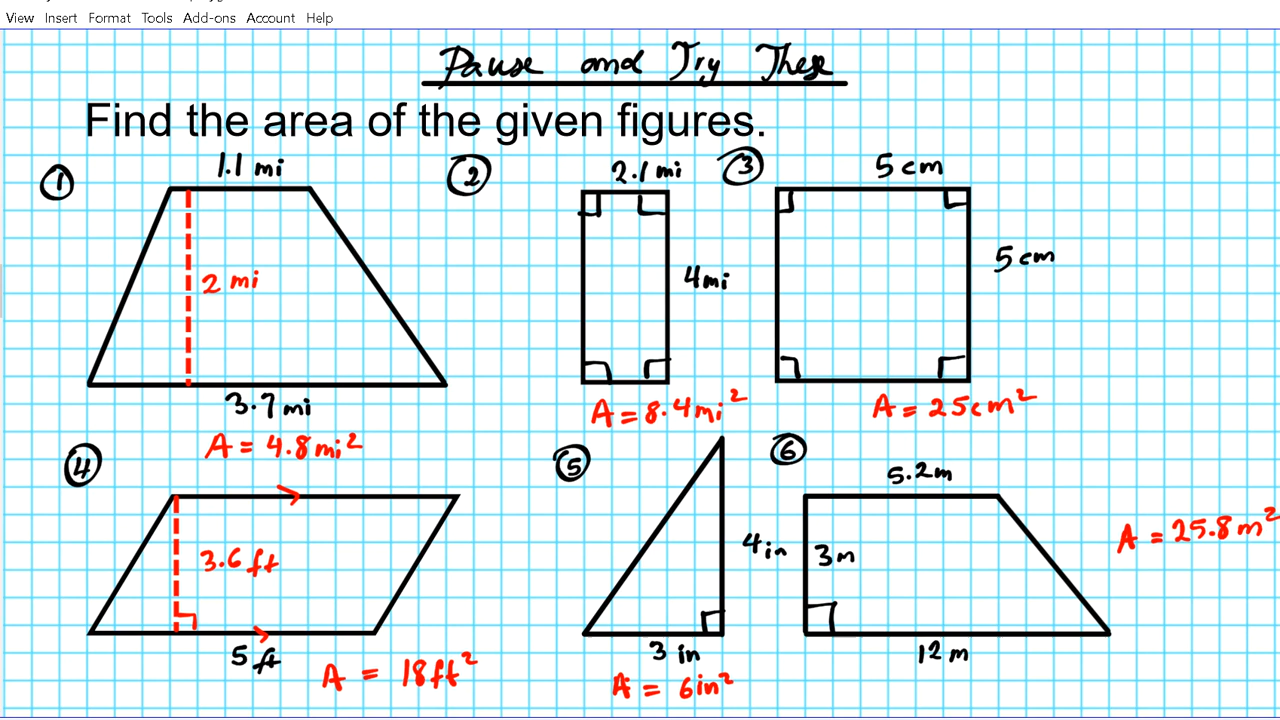 View Insert Format Tools Add-ons Account Help
Pause and Try These
Find the area of the given figures.
① 1.1 mi
2 mi
3.7 mi
A = 4.8 mi²
② 2.1 mi
4 mi
A = 8.4 mi²
③ 5 cm
5 cm
A = 25 cm²
④
3.6 ft
5 ft
A = 18 ft²
⑤
4 in
3 in
A = 6 in²
⑥
5.2 m
3 m
12 m
A = 25.8 m²